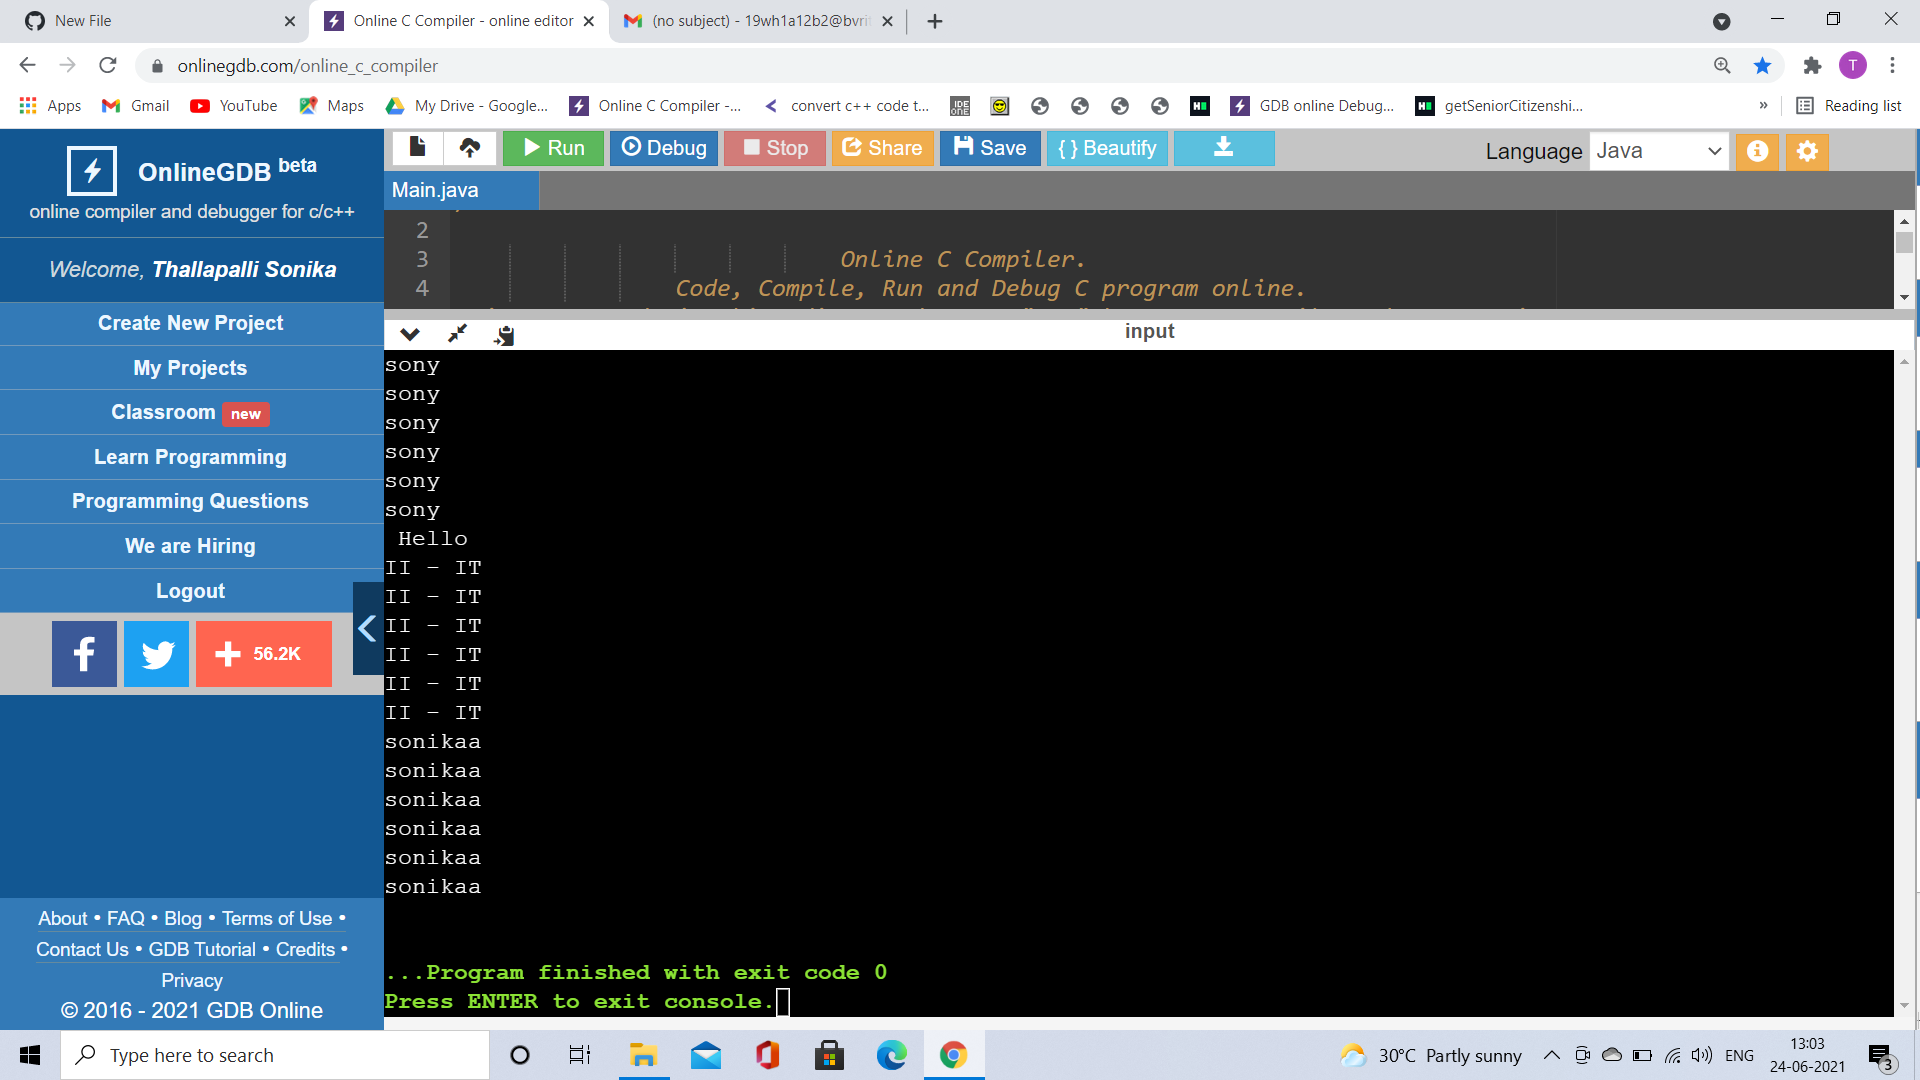 New File
Online C Compiler - online editor
(no subject) - 19wh1a12b2@bvrit
onlinegdb.com/online_c_compiler
T
Apps
Gmail
YouTube
Maps
My Drive - Google...
Online C Compiler -...
convert c++ code t...
GDB online Debug...
getSeniorCitizenshi...
»
Reading list
OnlineGDB beta
online compiler and debugger for c/c++
Welcome, Thallapalli Sonika
Create New Project
My Projects
Classroom new
Learn Programming
Programming Questions
We are Hiring
Logout
56.2K
About • FAQ • Blog • Terms of Use •
Contact Us • GDB Tutorial • Credits •
Privacy
© 2016 - 2021 GDB Online
Run
Debug
Stop
Share
Save
{ } Beautify
Language
Java
Main.java
2
3 Online C Compiler.
4 Code, Compile, Run and Debug C program online.
input
sony
sony
sony
sony
sony
sony
Hello
II - IT
II - IT
II - IT
II - IT
II - IT
II - IT
sonikaa
sonikaa
sonikaa
sonikaa
sonikaa
sonikaa
...Program finished with exit code 0
Press ENTER to exit console.
Type here to search
30°C Partly sunny
ENG
13:03
24-06-2021
3